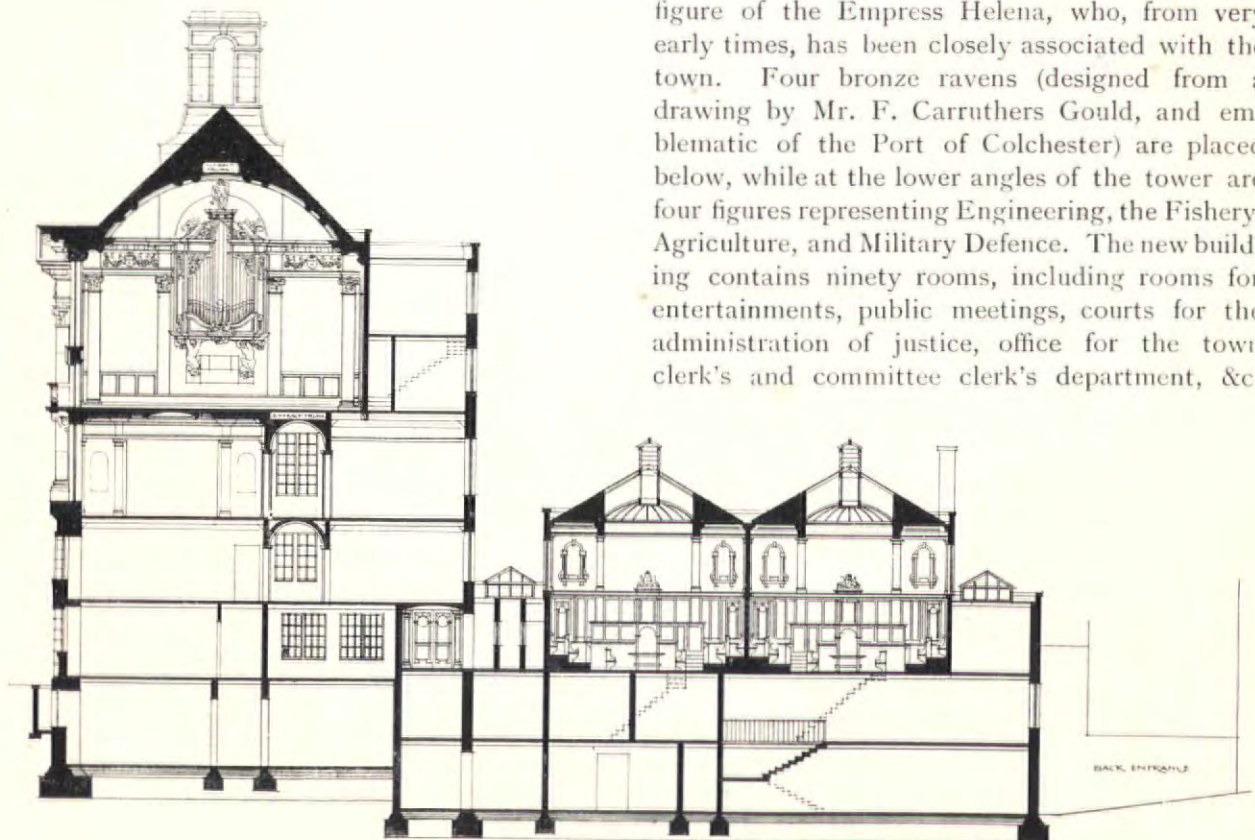 figure of the Empress Helena, who, from very
early times, has been closely associated with the
town. Four bronze ravens (designed from a
drawing by Mr. F. Carruthers Gould, and em-
blematic of the Port of Colchester) are placed
below, while at the lower angles of the tower are
four figures representing Engineering, the Fishery,
Agriculture, and Military Defence. The new build-
ing contains ninety rooms, including rooms for
entertainments, public meetings, courts for the
administration of justice, office for the town
clerk's and committee clerk's department, &c.
EXTRACT TRUNK
BACK ENTRANCE